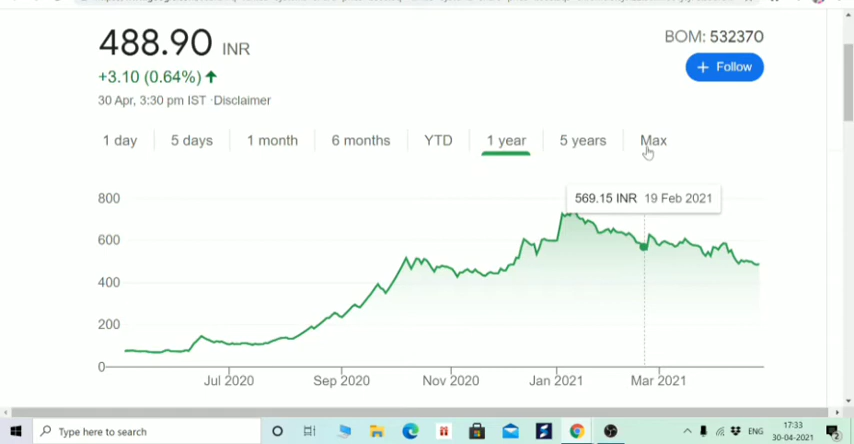 488.90 INR
BOM: 532370
+ Follow
+3.10 (0.64%) ↑
30 Apr, 3:30 pm IST · Disclaimer
1 day 5 days 1 month 6 months YTD 1 year 5 years Max
569.15 INR 19 Feb 2021
800
600
400
200
0
Jul 2020 Sep 2020 Nov 2020 Jan 2021 Mar 2021
Type here to search
ENG
17:33
30-04-2021
2